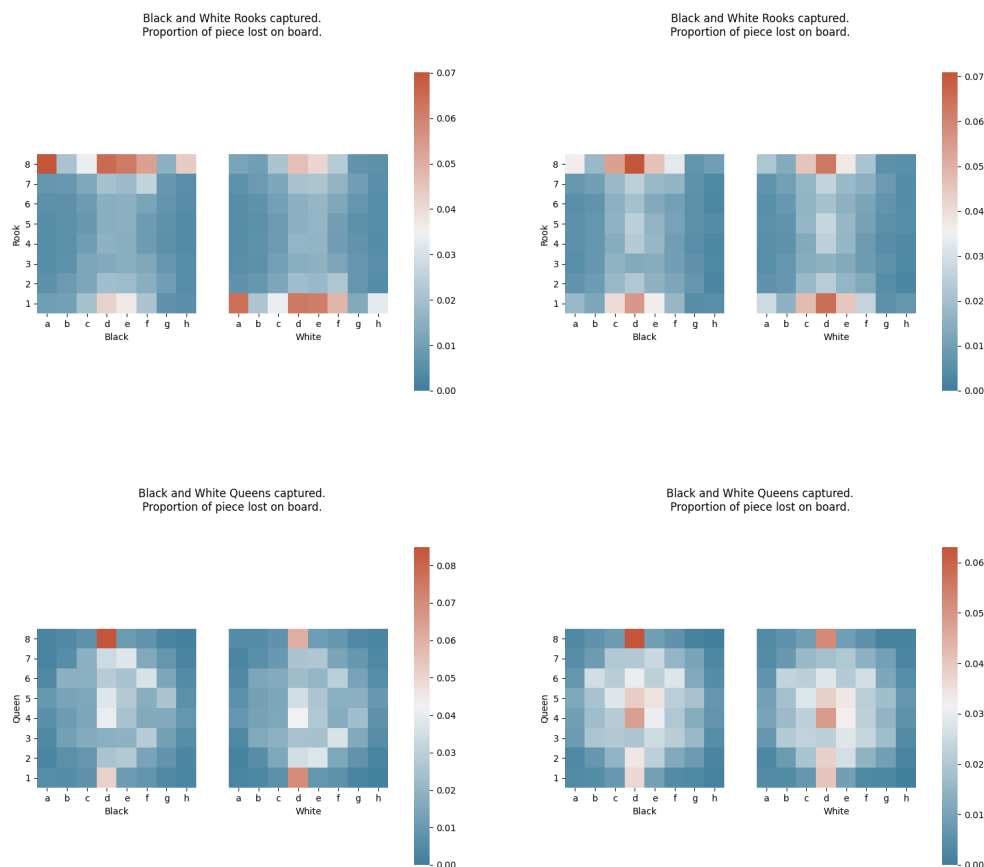 Black and White Rooks captured.
Proportion of piece lost on board.
0.07
0.06
0.05
0.04
0.03
0.02
0.01
0.00
Rook
8
7
6
5
4
3
2
1
a b c d e f g h
Black
a b c d e f g h
White
Black and White Rooks captured.
Proportion of piece lost on board.
0.07
0.06
0.05
0.04
0.03
0.02
0.01
0.00
Rook
8
7
6
5
4
3
2
1
a b c d e f g h
Black
a b c d e f g h
White
Black and White Queens captured.
Proportion of piece lost on board.
0.08
0.07
0.06
0.05
0.04
0.03
0.02
0.01
0.00
Queen
8
7
6
5
4
3
2
1
a b c d e f g h
Black
a b c d e f g h
White
Black and White Queens captured.
Proportion of piece lost on board.
0.06
0.05
0.04
0.03
0.02
0.01
0.00
Queen
8
7
6
5
4
3
2
1
a b c d e f g h
Black
a b c d e f g h
White